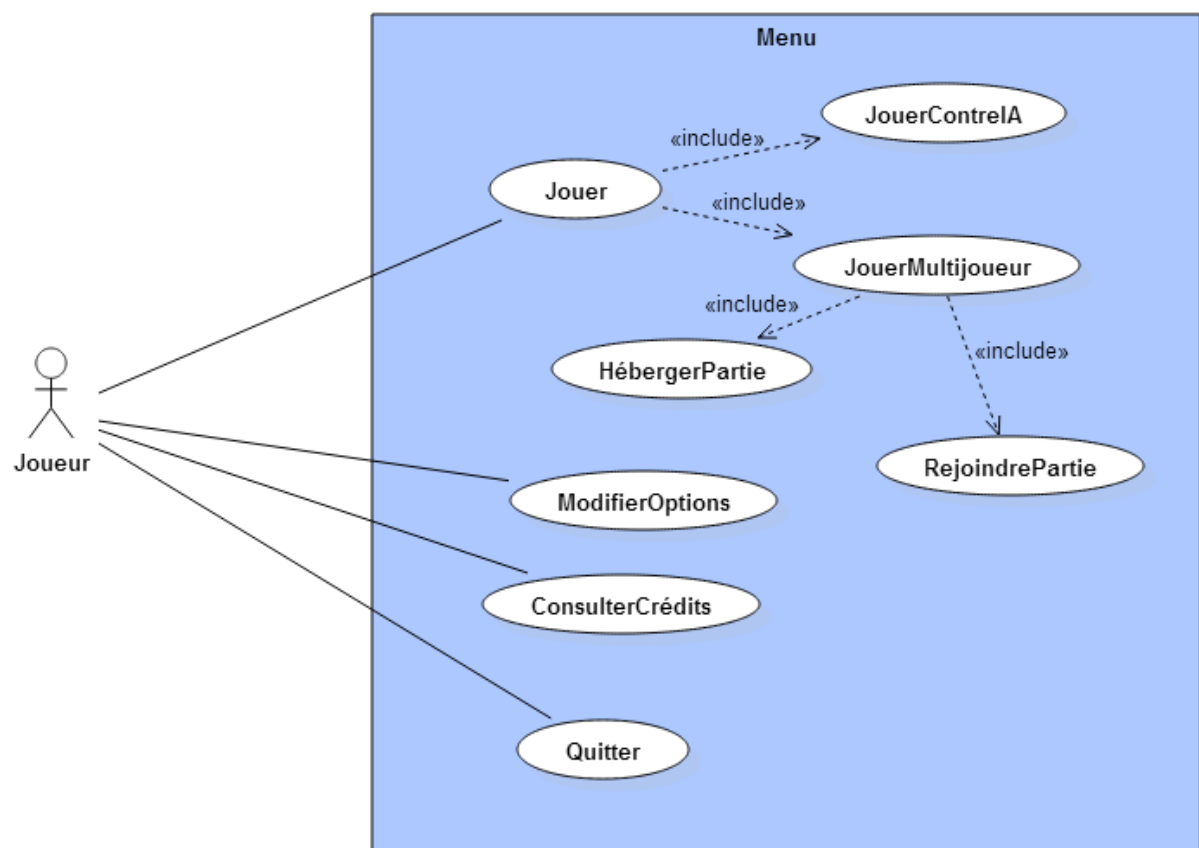 Menu
JouerContreIA
«include»
Jouer
«include»
JouerMultijoueur
«include»
HébergerPartie
«include»
Joueur
RejoindrePartie
ModifierOptions
ConsulterCrédits
Quitter